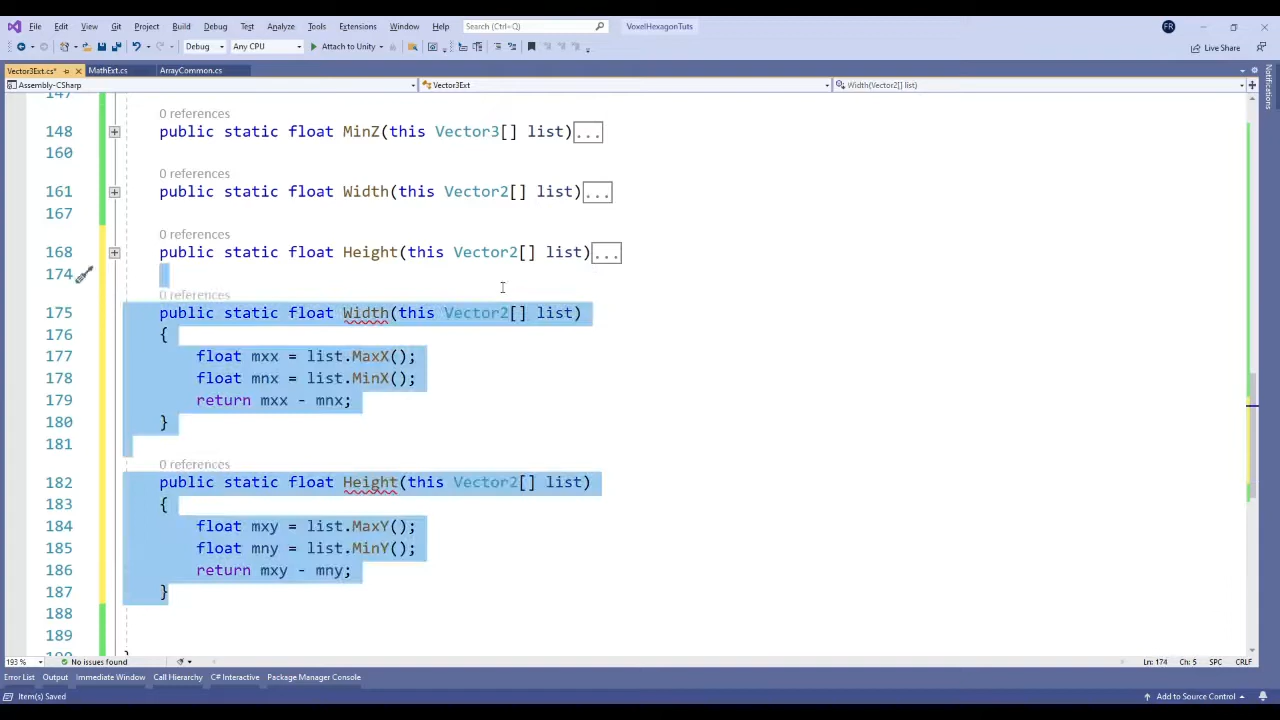 File Edit View Git Project Build Debug Test Analyze Tools Extensions Window Help Search (Ctrl+Q) VoxelHexagonTuts FR
Debug Any CPU Attach to Unity Live Share
Vector3Ext.cs* MathExt.cs ArrayCommon.cs
Assembly-CSharp Vector3Ext Width(Vector2[] list)
Notifications
147
0 references
148 public static float MinZ(this Vector3[] list)...
160
0 references
161 public static float Width(this Vector2[] list)...
167
0 references
168 public static float Height(this Vector2[] list)...
174
0 references
175 public static float Width(this Vector2[] list)
176 {
177 float mxx = list.MaxX();
178 float mnx = list.MinX();
179 return mxx - mnx;
180 }
181
0 references
182 public static float Height(this Vector2[] list)
183 {
184 float mxy = list.MaxY();
185 float mny = list.MinY();
186 return mxy - mny;
187 }
188
189
190 }
193 % No issues found Ln: 174 Ch: 5 SPC CRLF
Error List Output Immediate Window Call Hierarchy C# Interactive Package Manager Console
Item(s) Saved Add to Source Control